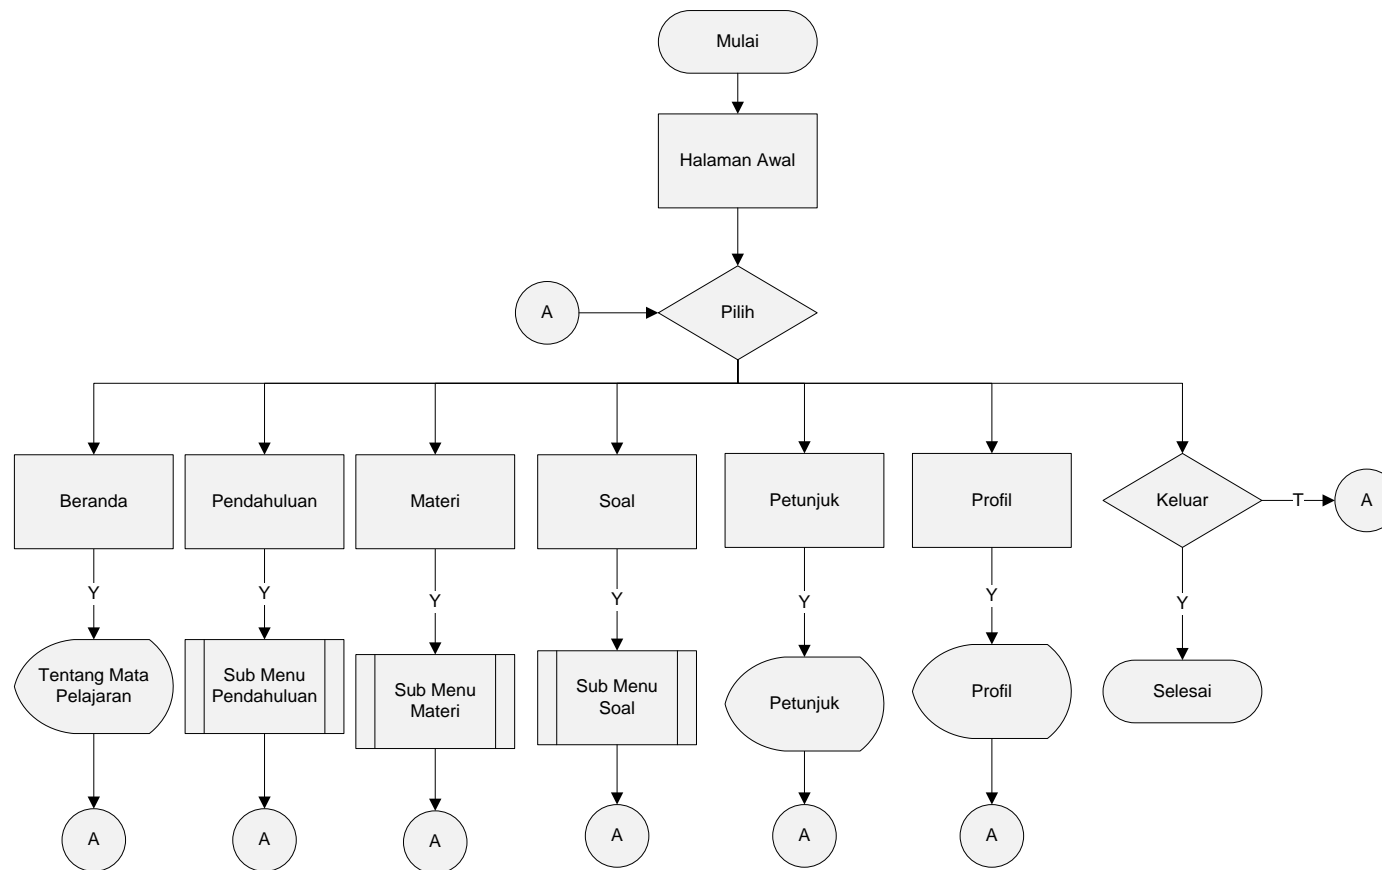 Mulai
Halaman Awal
A
Pilih
Beranda
Pendahuluan
Materi
Soal
Petunjuk
Profil
Keluar
T
A
Y
Y
Y
Y
Y
Y
Y
Tentang Mata
Pelajaran
Sub Menu
Pendahuluan
Sub Menu
Materi
Sub Menu
Soal
Petunjuk
Profil
Selesai
A
A
A
A
A
A